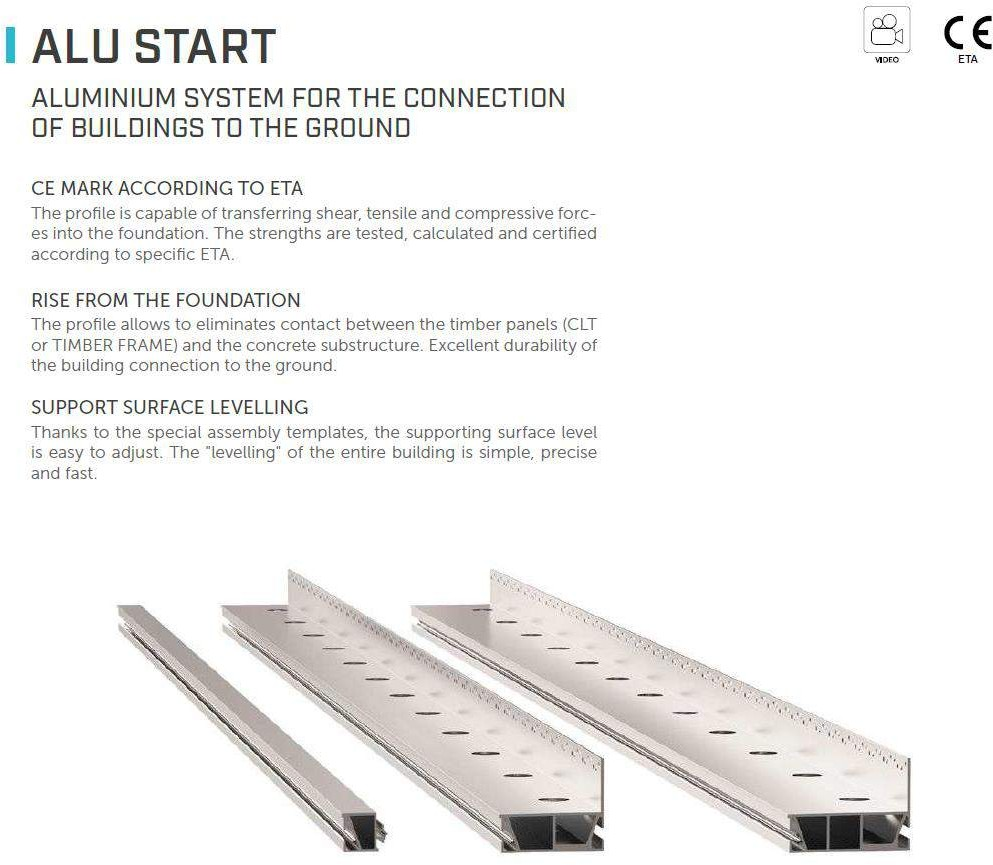 ALU START
VIDEO
CE
ETA
ALUMINIUM SYSTEM FOR THE CONNECTION
OF BUILDINGS TO THE GROUND
CE MARK ACCORDING TO ETA
The profile is capable of transferring shear, tensile and compressive forc-
es into the foundation. The strengths are tested, calculated and certified
according to specific ETA.
RISE FROM THE FOUNDATION
The profile allows to eliminates contact between the timber panels (CLT
or TIMBER FRAME) and the concrete substructure. Excellent durability of
the building connection to the ground.
SUPPORT SURFACE LEVELLING
Thanks to the special assembly templates, the supporting surface level
is easy to adjust. The "levelling" of the entire building is simple, precise
and fast.